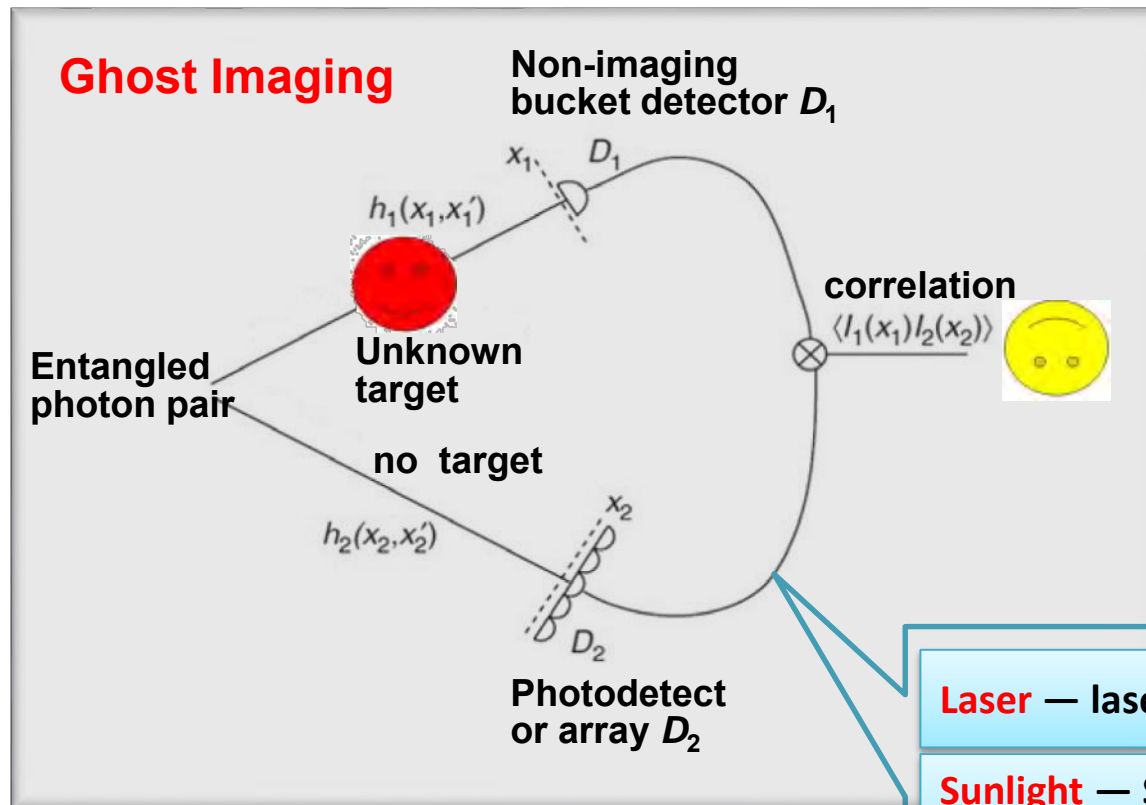 Ghost Imaging
Non-imaging
bucket detector D₁
x₁
D₁
h₁(x₁,x₁′)
correlation
⟨I₁(x₁)I₂(x₂)⟩
Unknown
target
Entangled
photon pair
no target
h₂(x₂,x₂′)
x₂
D₂
Photodetect
or array D₂
Laser —
Sunlight —